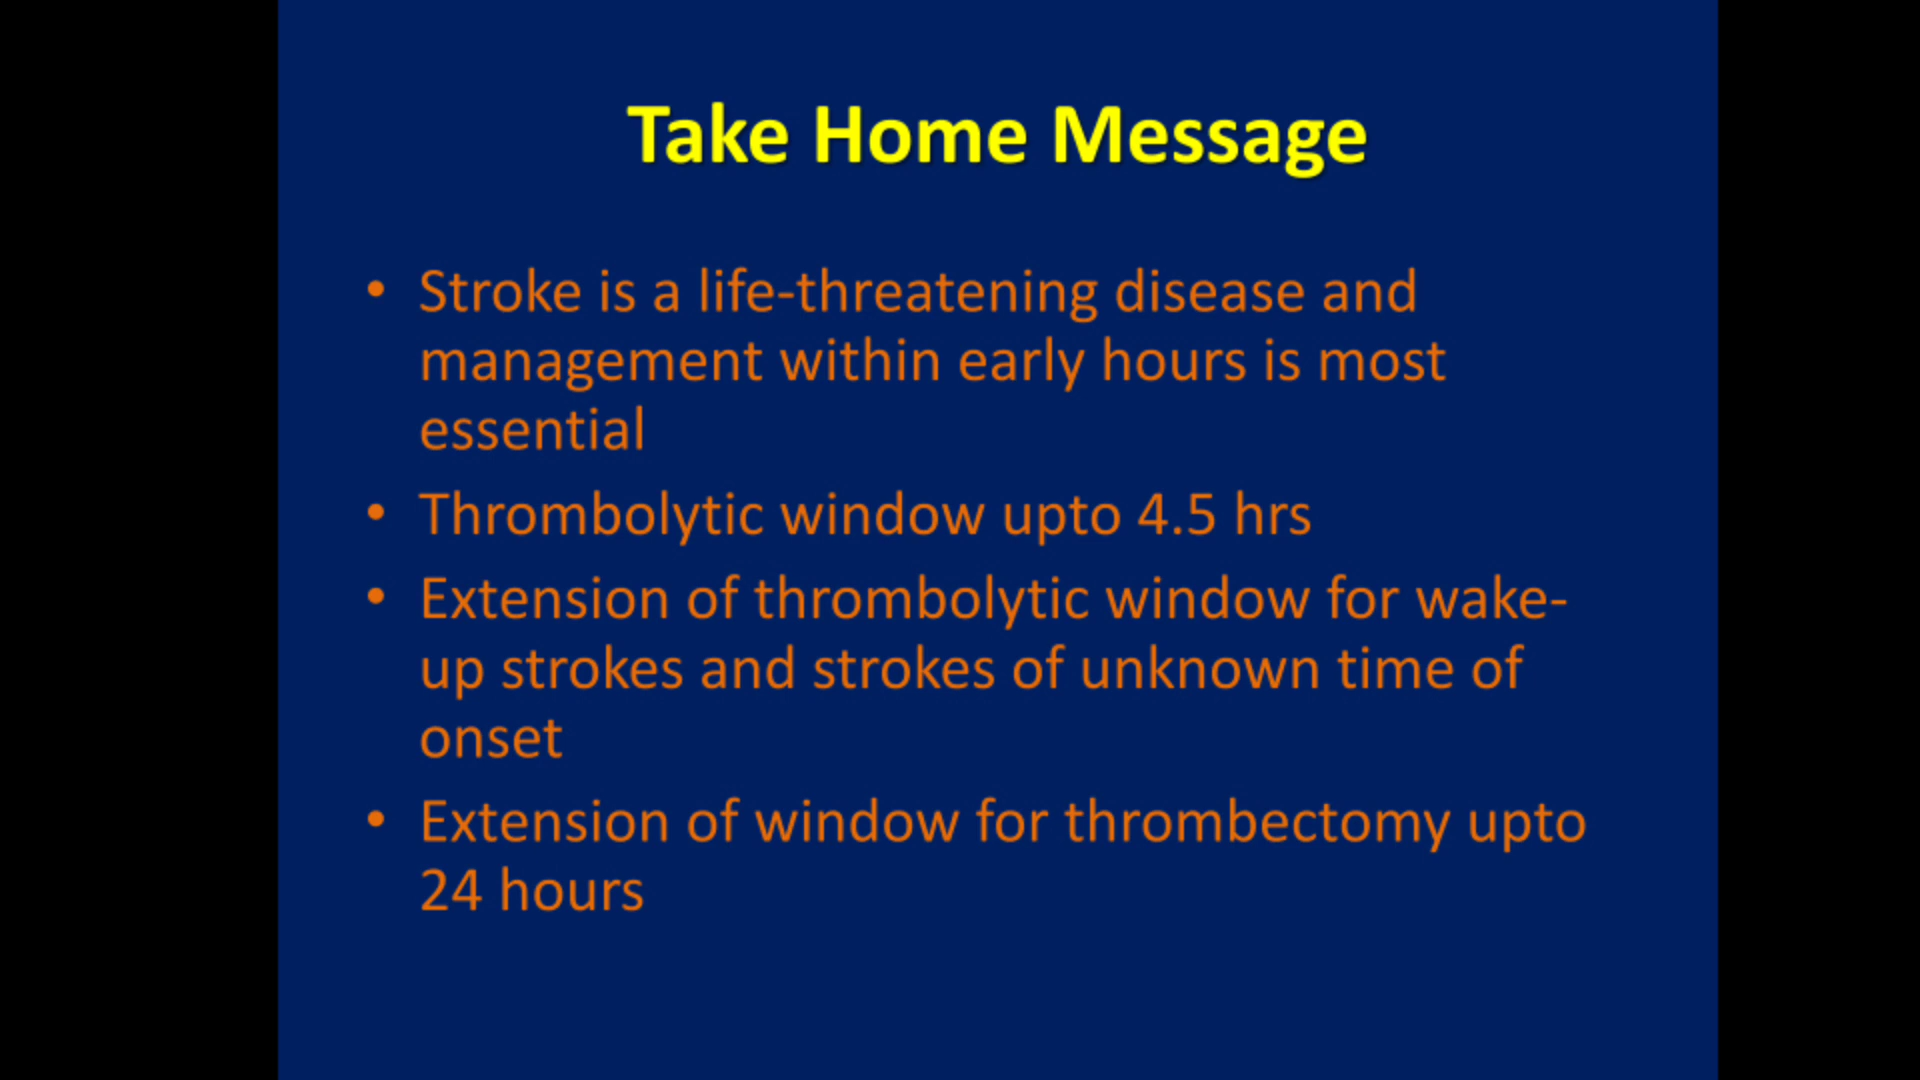 Take Home Message
• Stroke is a life-threatening disease and
management within early hours is most
essential
• Thrombolytic window upto 4.5 hrs
• Extension of thrombolytic window for wake-
up strokes and strokes of unknown time of
onset
• Extension of window for thrombectomy upto
24 hours